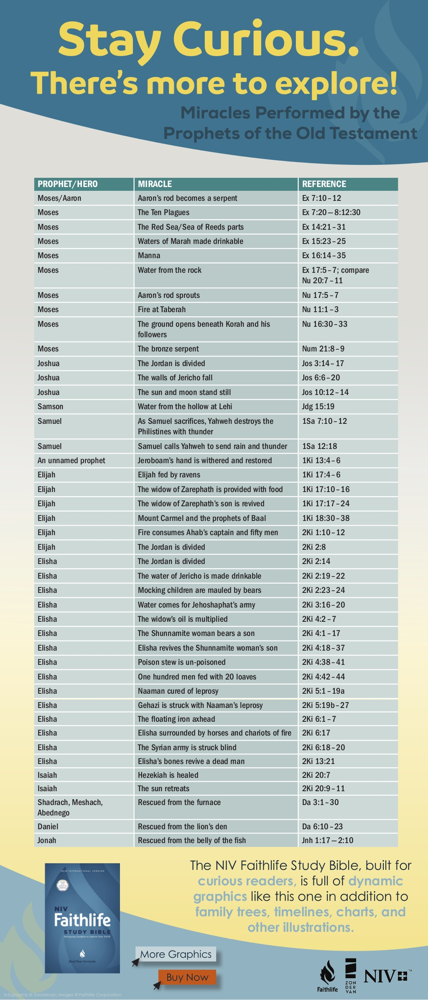 Stay Curious.
There's more to explore!
Miracles Performed by the
Prophets of the Old Testament
PROPHET/HERO MIRACLE REFERENCE
Moses/Aaron Aaron's rod becomes a serpent Ex 7:10–12
Moses The Ten Plagues Ex 7:20—8:12:30
Moses The Red Sea/Sea of Reeds parts Ex 14:21–31
Moses Waters of Marah made drinkable Ex 15:23–25
Moses Manna Ex 16:14–35
Moses Water from the rock Ex 17:5–7; compare
Nu 20:7–11
Moses Aaron's rod sprouts Nu 17:5–7
Moses Fire at Taberah Nu 11:1–3
Moses The ground opens beneath Korah and his Nu 16:30–33
followers
Moses The bronze serpent Num 21:8–9
Joshua The Jordan is divided Jos 3:14–17
Joshua The walls of Jericho fall Jos 6:6–20
Joshua The sun and moon stand still Jos 10:12–14
Samson Water from the hollow at Lehi Jdg 15:19
Samuel As Samuel sacrifices, Yahweh destroys the 1Sa 7:10–12
Philistines with thunder
Samuel Samuel calls Yahweh to send rain and thunder 1Sa 12:18
An unnamed prophet Jeroboam's hand is withered and restored 1Ki 13:4–6
Elijah Elijah fed by ravens 1Ki 17:4–6
Elijah The widow of Zarephath is provided with food 1Ki 17:10–16
Elijah The widow of Zarephath's son is revived 1Ki 17:17–24
Elijah Mount Carmel and the prophets of Baal 1Ki 18:30–38
Elijah Fire consumes Ahab's captain and fifty men 2Ki 1:10–12
Elijah The Jordan is divided 2Ki 2:8
Elisha The Jordan is divided 2Ki 2:14
Elisha The water of Jericho is made drinkable 2Ki 2:19–22
Elisha Mocking children are mauled by bears 2Ki 2:23–24
Elisha Water comes for Jehoshaphat's army 2Ki 3:16–20
Elisha The widow's oil is multiplied 2Ki 4:2–7
Elisha The Shunnamite woman bears a son 2Ki 4:1–17
Elisha Elisha revives the Shunnamite woman's son 2Ki 4:18–37
Elisha Poison stew is un-poisoned 2Ki 4:38–41
Elisha One hundred men fed with 20 loaves 2Ki 4:42–44
Elisha Naaman cured of leprosy 2Ki 5:1–19a
Elisha Gehazi is struck with Naaman's leprosy 2Ki 5:19b–27
Elisha The floating iron axhead 2Ki 6:1–7
Elisha Elisha surrounded by horses and chariots of fire 2Ki 6:17
Elisha The Syrian army is struck blind 2Ki 6:18–20
Elisha Elisha's bones revive a dead man 2Ki 13:21
Isaiah Hezekiah is healed 2Ki 20:7
Isaiah The sun retreats 2Ki 20:9–11
Shadrach, Meshach, Rescued from the furnace Da 3:1–30
Abednego
Daniel Rescued from the lion's den Da 6:10–23
Jonah Rescued from the belly of the fish Jnh 1:17—2:10
The NIV Faithlife Study Bible, built for
curious readers, is full of dynamic
graphics like this one in addition to
family trees, timelines, charts, and
other illustrations.
NEW INTERNATIONAL VERSION
NIV
Faithlife
STUDY BIBLE
Intriguing Insights to Inform Your Faith
Feed Your Curiosity
More Graphics
Buy Now
Faithlife
ZON
DER
VAN
NIV
TM
infographic © Zondervan; images © Faithlife Corporation